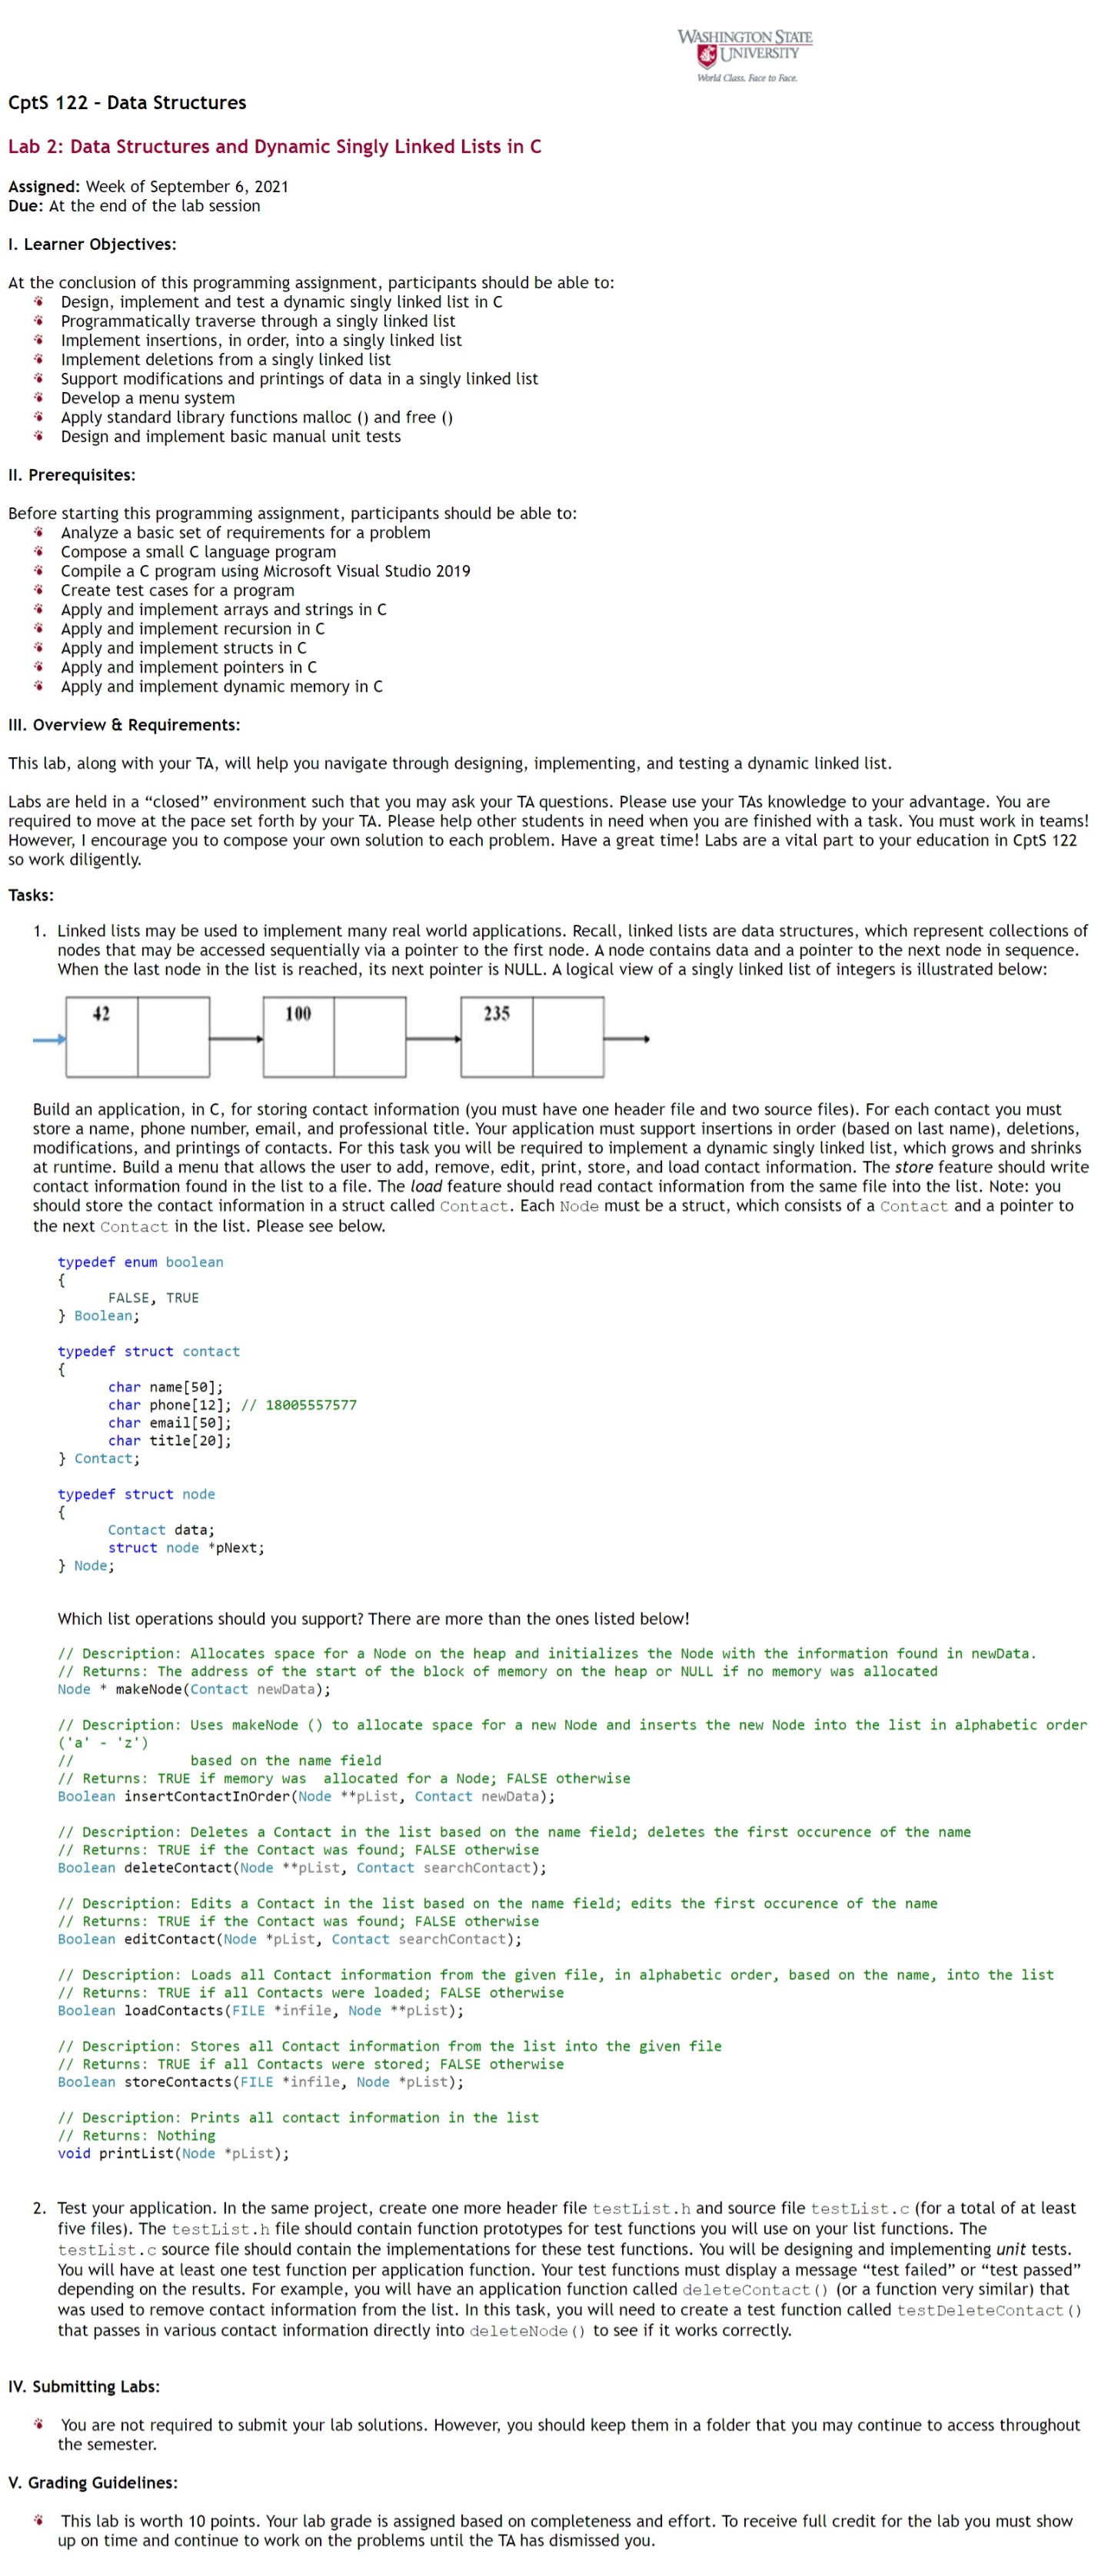 WASHINGTON STATE
UNIVERSITY
World Class. Face to Face.
CptS 122 - Data Structures
Lab 2: Data Structures and Dynamic Singly Linked Lists in C
Assigned: Week of September 6, 2021
Due: At the end of the lab session
I. Learner Objectives:
At the conclusion of this programming assignment, participants should be able to:
Design, implement and test a dynamic singly linked list in C
Programmatically traverse through a singly linked list
Implement insertions, in order, into a singly linked list
Implement deletions from a singly linked list
Support modifications and printings of data in a singly linked list
Develop a menu system
Apply standard library functions malloc () and free ()
Design and implement basic manual unit tests
II. Prerequisites:
Before starting this programming assignment, participants should be able to:
Analyze a basic set of requirements for a problem
Compose a small C language program
Compile a C program using Microsoft Visual Studio 2019
Create test cases for a program
Apply and implement arrays and strings in C
Apply and implement recursion in C
Apply and implement structs in C
Apply and implement pointers in C
Apply and implement dynamic memory in C
III. Overview & Requirements:
This lab, along with your TA, will help you navigate through designing, implementing, and testing a dynamic linked list.
Labs are held in a “closed” environment such that you may ask your TA questions. Please use your TAs knowledge to your advantage. You are
required to move at the pace set forth by your TA. Please help other students in need when you are finished with a task. You must work in teams!
However, I encourage you to compose your own solution to each problem. Have a great time! Labs are a vital part to your education in CptS 122
so work diligently.
Tasks:
1. Linked lists may be used to implement many real world applications. Recall, linked lists are data structures, which represent collections of
nodes that may be accessed sequentially via a pointer to the first node. A node contains data and a pointer to the next node in sequence.
When the last node in the list is reached, its next pointer is NULL. A logical view of a singly linked list of integers is illustrated below:
42 100 235
Build an application, in C, for storing contact information (you must have one header file and two source files). For each contact you must
store a name, phone number, email, and professional title. Your application must support insertions in order (based on last name), deletions,
modifications, and printings of contacts. For this task you will be required to implement a dynamic singly linked list, which grows and shrinks
at runtime. Build a menu that allows the user to add, remove, edit, print, store, and load contact information. The store feature should write
contact information found in the list to a file. The load feature should read contact information from the same file into the list. Note: you
should store the contact information in a struct called Contact. Each Node must be a struct, which consists of a Contact and a pointer to
the next Contact in the list. Please see below.
typedef enum boolean
{
FALSE, TRUE
} Boolean;
typedef struct contact
{
char name[50];
char phone[12]; // 18005557577
char email[50];
char title[20];
} Contact;
typedef struct node
{
Contact data;
struct node *pNext;
} Node;
Which list operations should you support? There are more than the ones listed below!
// Description: Allocates space for a Node on the heap and initializes the Node with the information found in newData.
// Returns: The address of the start of the block of memory on the heap or NULL if no memory was allocated
Node * makeNode(Contact newData);
// Description: Uses makeNode () to allocate space for a new Node and inserts the new Node into the list in alphabetic order
('a' - 'z')
// based on the name field
// Returns: TRUE if memory was allocated for a Node; FALSE otherwise
Boolean insertContactInOrder(Node **pList, Contact newData);
// Description: Deletes a Contact in the list based on the name field; deletes the first occurence of the name
// Returns: TRUE if the Contact was found; FALSE otherwise
Boolean deleteContact(Node **pList, Contact searchContact);
// Description: Edits a Contact in the list based on the name field; edits the first occurence of the name
// Returns: TRUE if the Contact was found; FALSE otherwise
Boolean editContact(Node *pList, Contact searchContact);
// Description: Loads all Contact information from the given file, in alphabetic order, based on the name, into the list
// Returns: TRUE if all Contacts were loaded; FALSE otherwise
Boolean loadContacts(FILE *infile, Node **pList);
// Description: Stores all Contact information from the list into the given file
// Returns: TRUE if all Contacts were stored; FALSE otherwise
Boolean storeContacts(FILE *infile, Node *pList);
// Description: Prints all contact information in the list
// Returns: Nothing
void printList(Node *pList);
2. Test your application. In the same project, create one more header file testList.h and source file testList.c (for a total of at least
five files). The testList.h file should contain function prototypes for test functions you will use on your list functions. The
testList.c source file should contain the implementations for these test functions. You will be designing and implementing unit tests.
You will have at least one test function per application function. Your test functions must display a message “test failed” or “test passed”
depending on the results. For example, you will have an application function called deleteContact() (or a function very similar) that
was used to remove contact information from the list. In this task, you will need to create a test function called testDeleteContact()
that passes in various contact information directly into deleteNode() to see if it works correctly.
IV. Submitting Labs:
You are not required to submit your lab solutions. However, you should keep them in a folder that you may continue to access throughout
the semester.
V. Grading Guidelines:
This lab is worth 10 points. Your lab grade is assigned based on completeness and effort. To receive full credit for the lab you must show
up on time and continue to work on the problems until the TA has dismissed you.